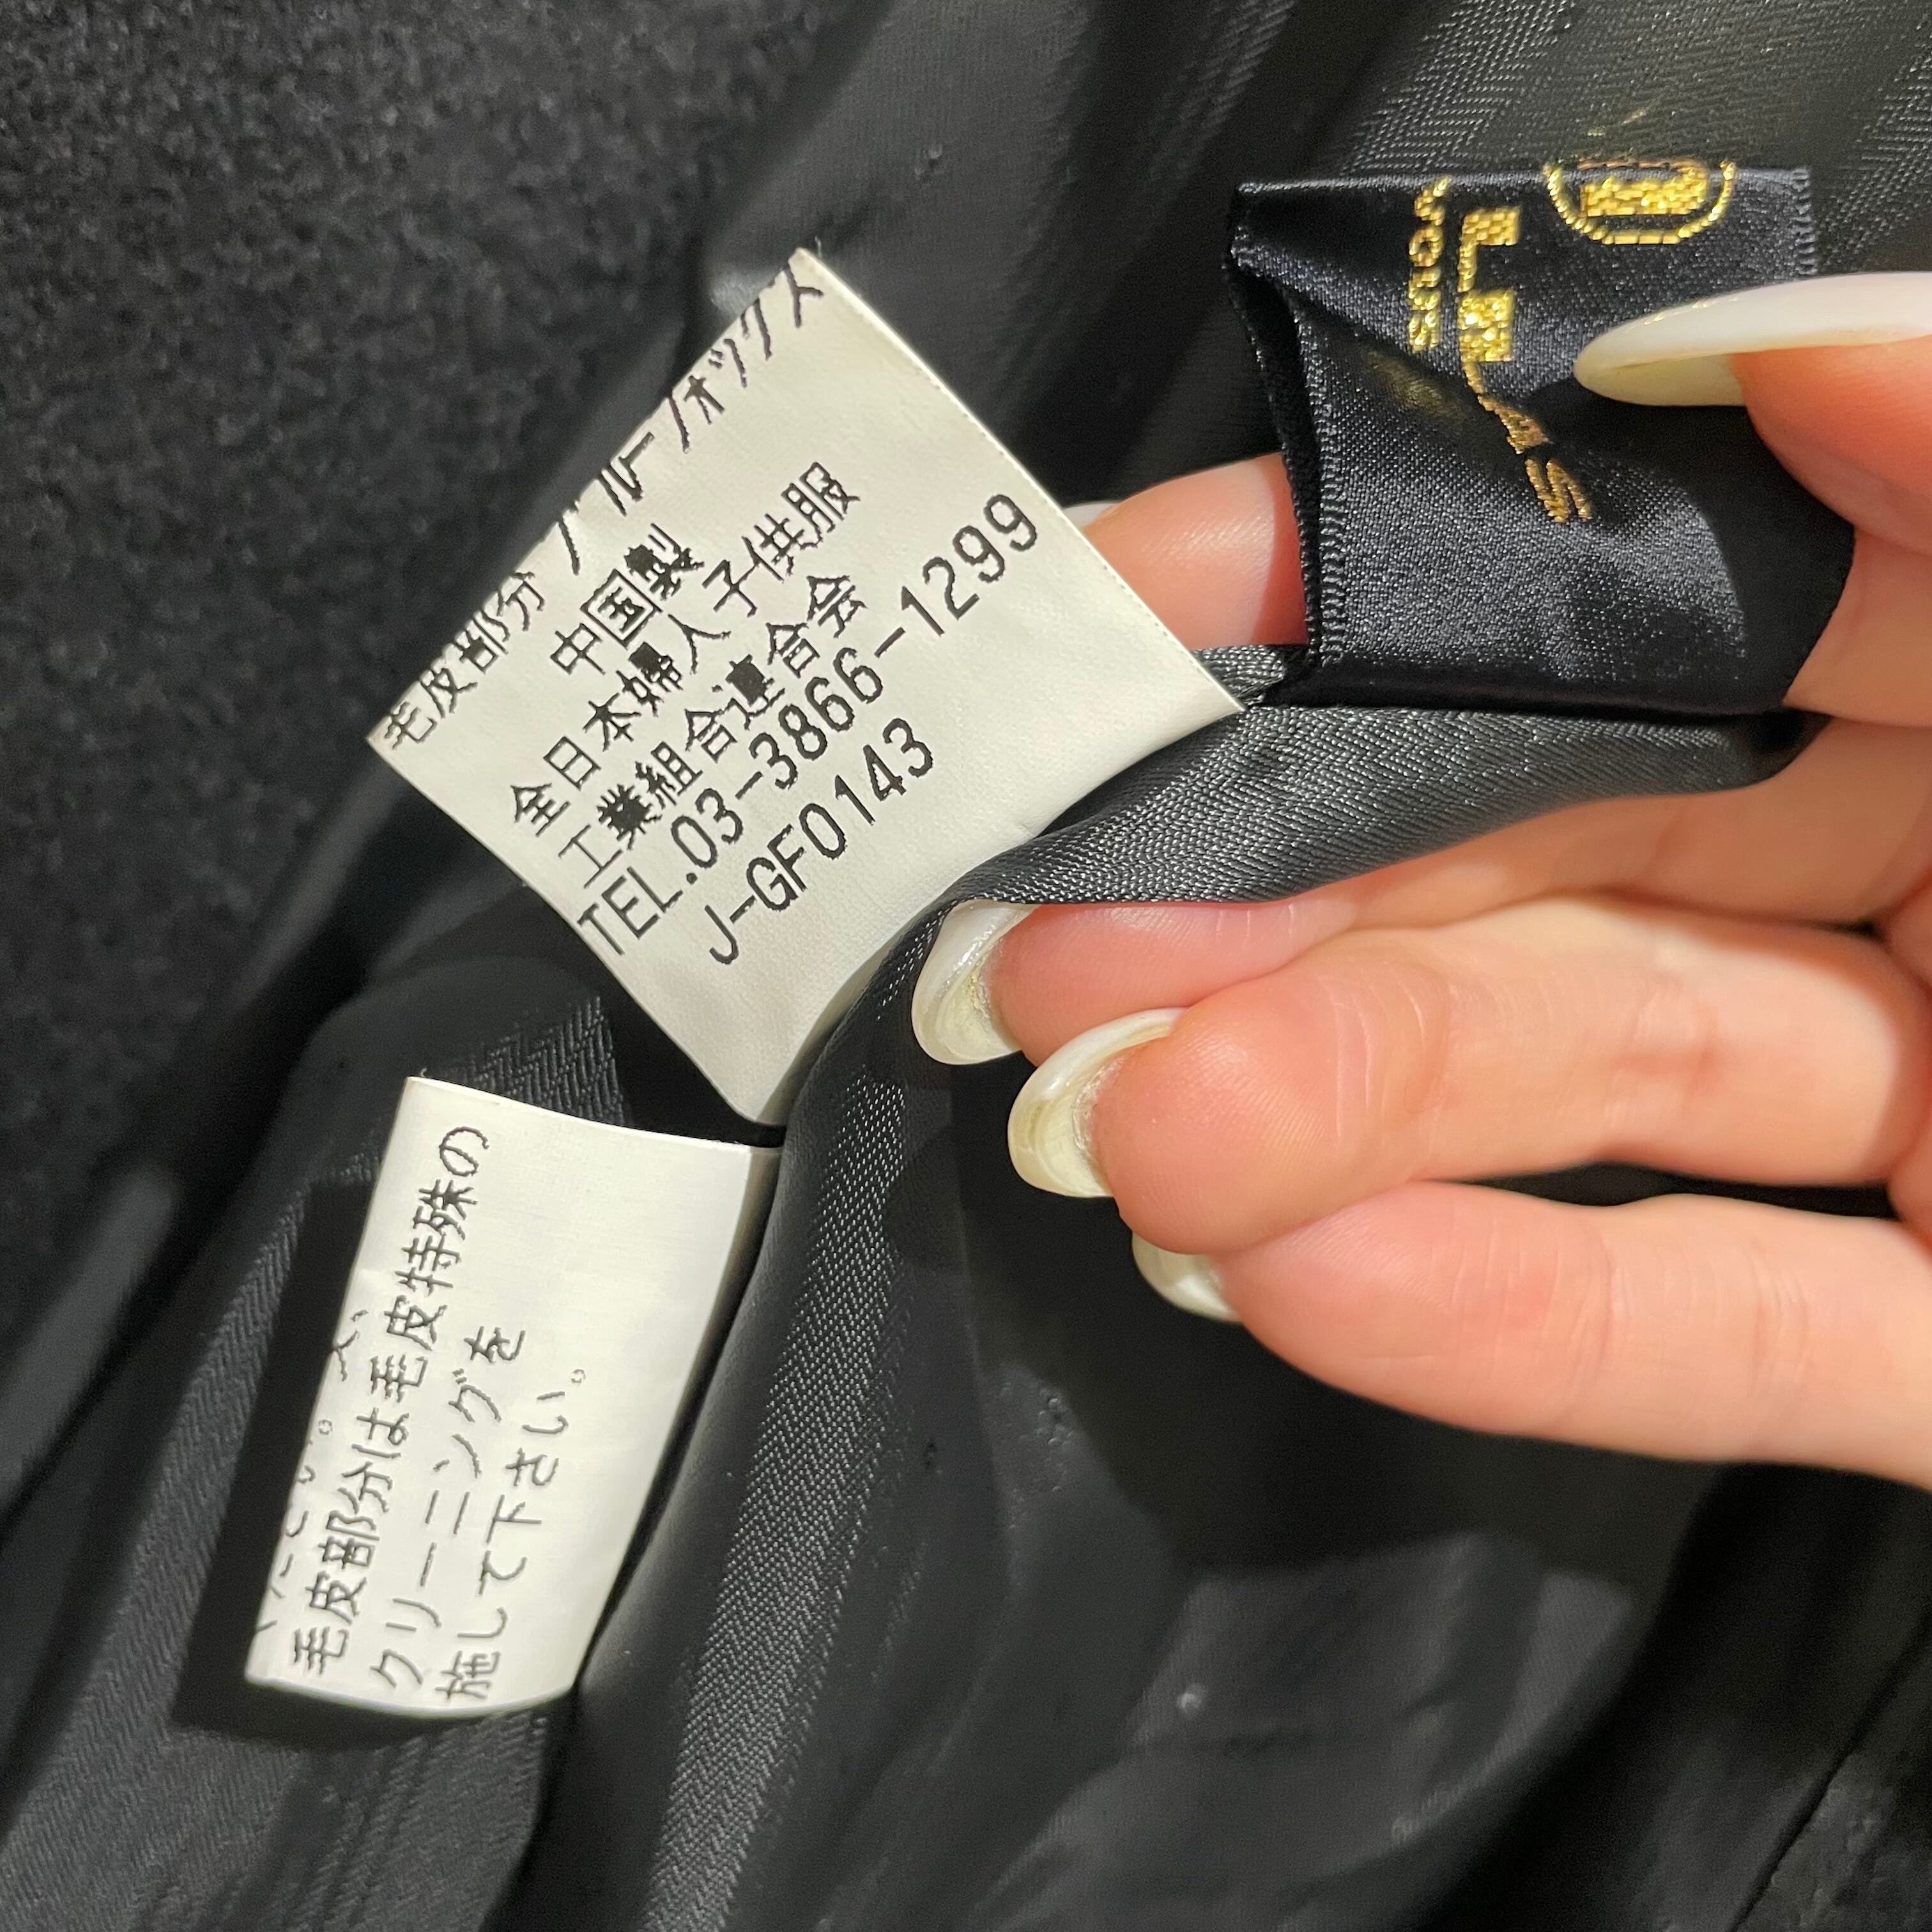 毛皮部分 ブルーフォックス
中国製
全日本婦人子供服
工業組合連合会
TEL.03-3866-1299
J-GF0143
毛皮部分は毛皮特殊の
クリーニングを
施して下さい。